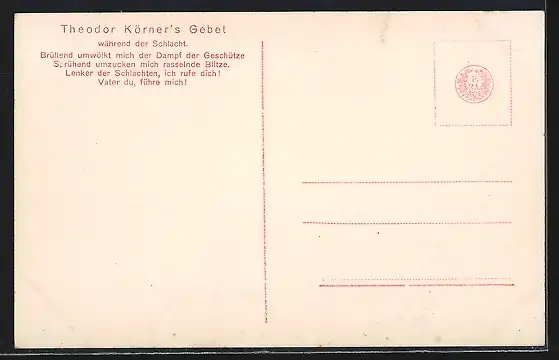 Theodor Körner's Gebet
während der Schlacht.
Brüllend umwölkt mich der Dampf der Geschütze
S, rühend umzucken mich rasselnde Blitze.
Lenker der Schlachten, ich rufe dich!
Vater du, führe mich!